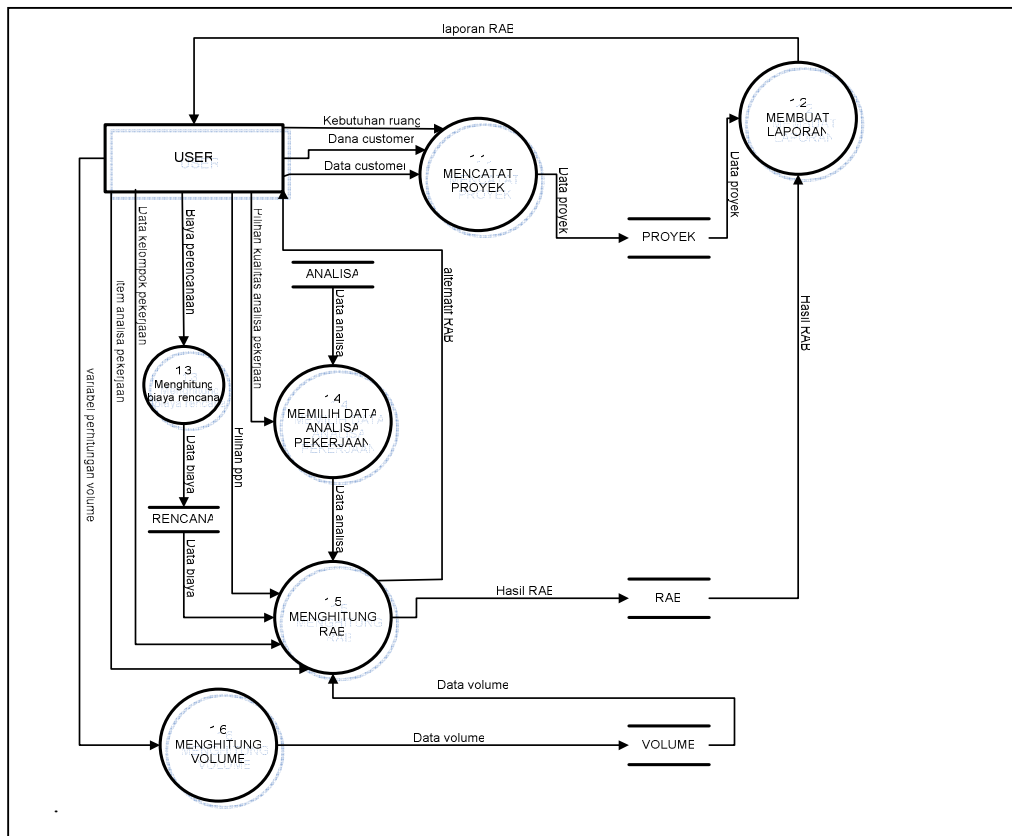 laporan RAB
1.2
MEMBUAT
LAPORAN
Kebutuhan ruang
Dana customer
Data customer
USER
1.1
MENCATAT
PROYEK
Data proyek
PROYEK
Data proyek
variabel perhitungan volume
item analisa pekerjaan
Data kelompok pekerjaan
Biaya perencanaan
Pilihan ppn
Pilihan kualitas analisa pekerjaan
ANALISA
Data analisa
alternatif RAB
Hasil RAB
1.3
Menghitung
biaya rencana
Data biaya
RENCANA
Data biaya
1.4
MEMILIH DATA
ANALISA
PEKERJAAN
Data analisa
1.5
MENGHITUNG
RAB
Hasil RAB
RAB
Data volume
1.6
MENGHITUNG
VOLUME
Data volume
VOLUME